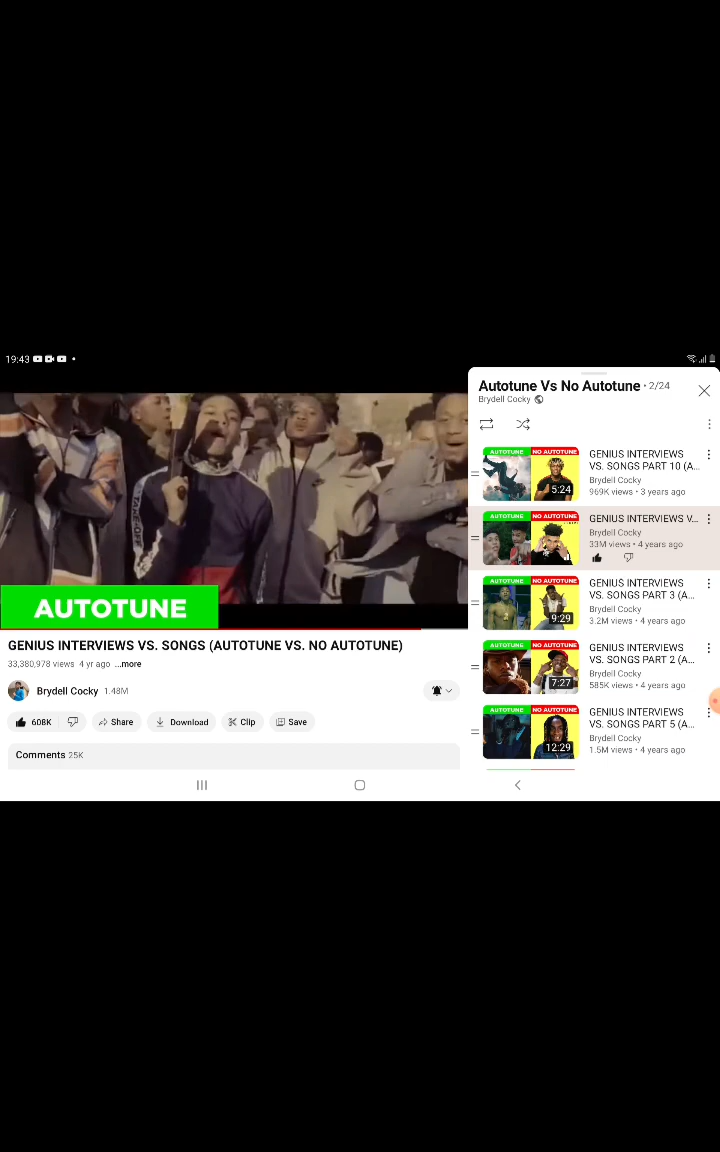 19:43
TAKE-OFF
AUTOTUNE
GENIUS INTERVIEWS VS. SONGS (AUTOTUNE VS. NO AUTOTUNE)
33,380,978 views 4 yr ago ...more
Brydell Cocky 1.48M
608K Share Download Clip Save
Comments 25K
Autotune Vs No Autotune • 2/24
Brydell Cocky
AUTOTUNE NO AUTOTUNE
5:24
GENIUS INTERVIEWS
VS. SONGS PART 10 (A...
Brydell Cocky
969K views • 3 years ago
AUTOTUNE NO AUTOTUNE
GENIUS INTERVIEWS V...
Brydell Cocky
33M views • 4 years ago
AUTOTUNE NO AUTOTUNE
9:29
GENIUS INTERVIEWS
VS. SONGS PART 3 (A...
Brydell Cocky
3.2M views • 4 years ago
AUTOTUNE NO AUTOTUNE
7:27
GENIUS INTERVIEWS
VS. SONGS PART 2 (A...
Brydell Cocky
585K views • 4 years ago
AUTOTUNE NO AUTOTUNE
12:29
GENIUS INTERVIEWS
VS. SONGS PART 5 (A...
Brydell Cocky
1.5M views • 4 years ago